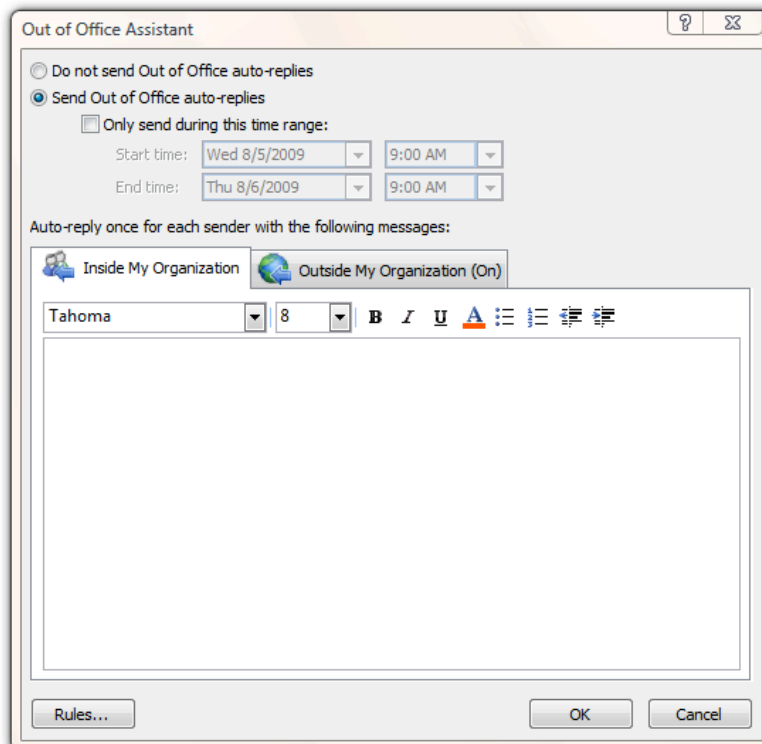 Out of Office Assistant
Do not send Out of Office auto-replies
Send Out of Office auto-replies
Only send during this time range:
Start time: Wed 8/5/2009 9:00 AM
End time: Thu 8/6/2009 9:00 AM
Auto-reply once for each sender with the following messages:
Inside My Organization Outside My Organization (On)
Tahoma 8 B I U A
Rules... OK Cancel